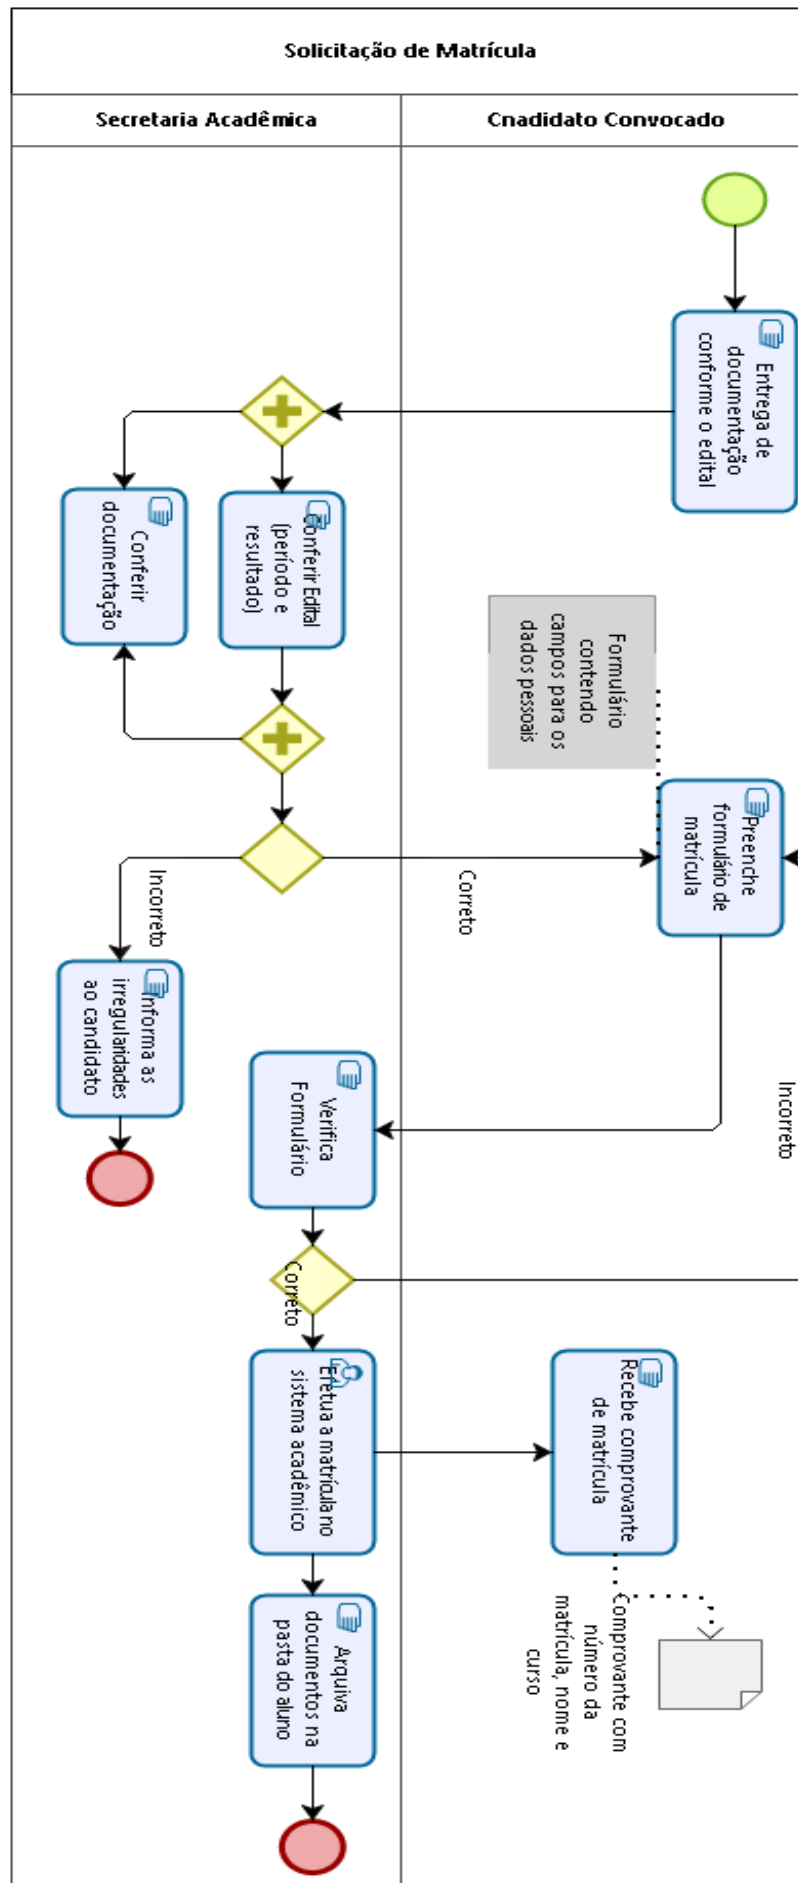 Solicitação de Matrícula
Secretaria Acadêmica
Cnadidato Convocado
Entrega de
documentação
conforme o edital
Conferir Edital
(período e
resultado)
Conferir
documentação
Formulário
contendo
campos para os
dados pessoais
Preenche
formulário de
matrícula
Correto
Incorreto
Informa as
irregularidades
ao candidato
Incorreto
Verifica
Formulário
Correto
Efetua a matrícula no
sistema acadêmico
Recebe comprovante
de matrícula
Comprovante com
número da
matrícula, nome e
curso
Arquiva
documentos na
pasta do aluno